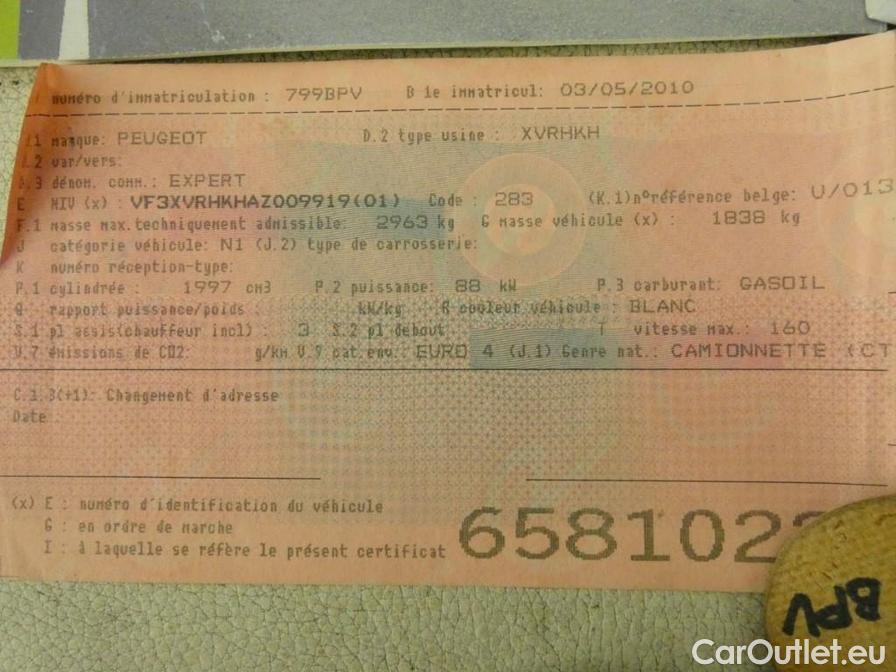 numéro d'immatriculation : 799BPV B 1e immatricul: 03/05/2010
marque: PEUGEOT D.2 type usine : XVRHKH
.2 var/vers:
.3 dénom. comm.: EXPERT
E NIV (x) : VF3XVRHKHAZ009919(01) Code : 283 (K.1)n°référence belge: U/013
F.1 masse max.techniquement admissible: 2963 kg G masse véhicule (x) : 1838 kg
J catégorie véhicule: N1 (J.2) type de carrosserie:
K numéro réception-type:
P.1 cylindrée : 1997 cm3 P.2 puissance: 88 kW P.3 carburant: GASOIL
Q rapport puissance/poids : kW/kg R couleur véhicule : BLANC
S.1 pl assis(chauffeur incl) : 3 S.2 pl debout T vitesse max.: 160
V.7 émissions de CO2: g/km V.9 cat.env.: EURO 4 (J.1) Genre nat.: CAMIONNETTE (CT
C.1.3(+1): Changement d'adresse
Date :
(x) E : numéro d'identification du véhicule
G : en ordre de marche
I : à laquelle se réfère le présent certificat 658102
BPV
CarOutlet.eu